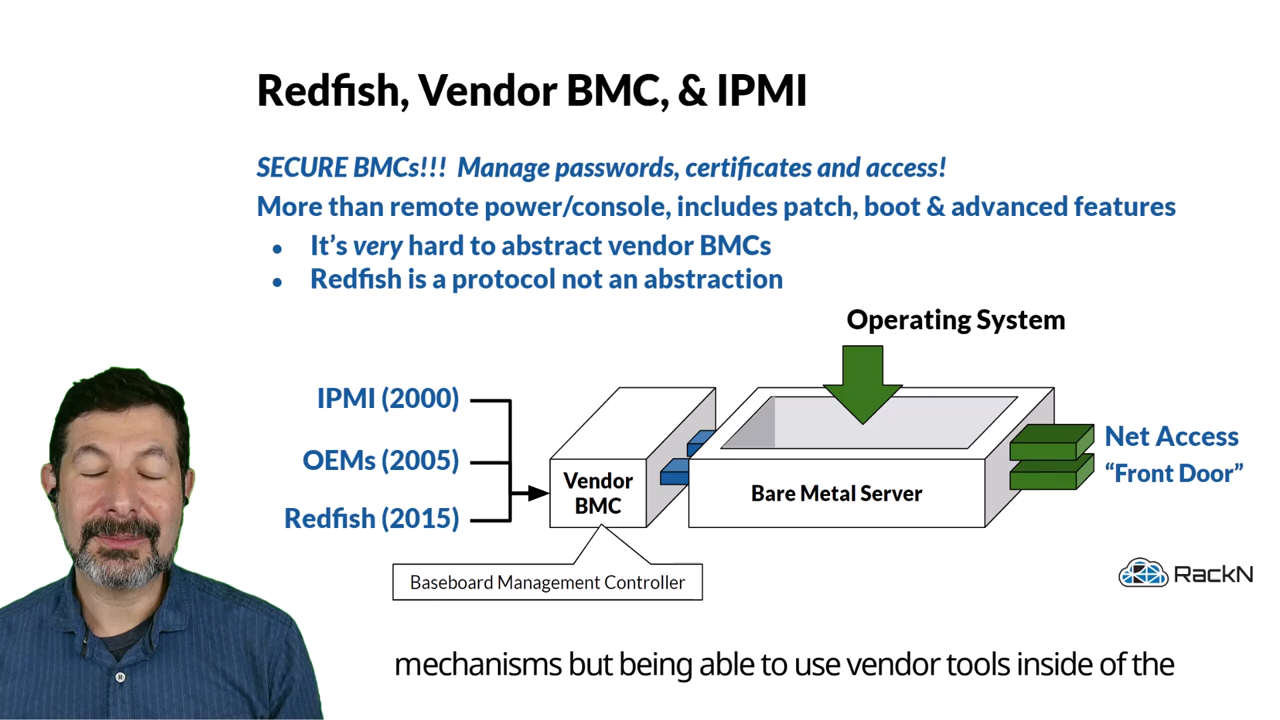 Redfish, Vendor BMC, & IPMI
SECURE BMCs!!! Manage passwords, certificates and access!
More than remote power/console, includes patch, boot & advanced features
● It's very hard to abstract vendor BMCs
● Redfish is a protocol not an abstraction
Operating System
IPMI (2000)
OEMs (2005)
Redfish (2015)
Vendor
BMC
Bare Metal Server
Net Access
“Front Door”
Baseboard Management Controller
RackN
mechanisms but being able to use vendor tools inside of the